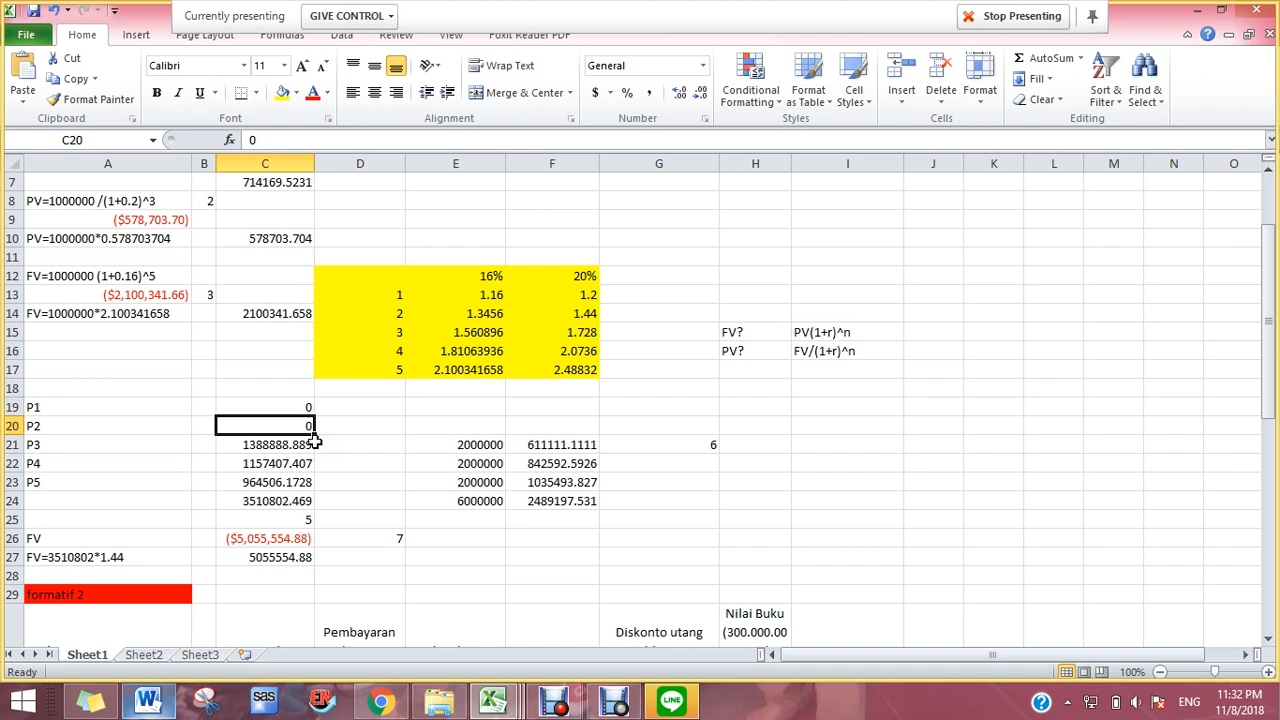 Currently presenting GIVE CONTROL Stop Presenting
File Home Insert Page Layout Formulas Data Review View Foxit Reader PDF
Cut Calibri 11 Wrap Text General AutoSum
Copy Fill
Paste Format Painter B I U A Merge & Center $ % , Conditional Formatting Format as Table Cell Styles Insert Delete Format Clear Sort & Filter Find & Select
Clipboard Font Alignment Number Styles Cells Editing
C20 fx 0
A B C D E F G H I J K L M N O
7 714169.5231
8 PV=1000000 /(1+0.2)^3 2
9 ($578,703.70)
10 PV=1000000*0.578703704 578703.704
11
12 FV=1000000 (1+0.16)^5 16% 20%
13 ($2,100,341.66) 3 1 1.16 1.2
14 FV=1000000*2.100341658 2100341.658 2 1.3456 1.44
15 3 1.560896 1.728 FV? PV(1+r)^n
16 4 1.81063936 2.0736 PV? FV/(1+r)^n
17 5 2.100341658 2.48832
18
19 P1 0
20 P2 0
21 P3 1388888.889 2000000 611111.1111 6
22 P4 1157407.407 2000000 842592.5926
23 P5 964506.1728 2000000 1035493.827
24 3510802.469 6000000 2489197.531
25 5
26 FV ($5,055,554.88) 7
27 FV=3510802*1.44 5055554.88
28
29 formatif 2
Nilai Buku
Pembayaran Diskonto utang (300.000.00
Sheet1 Sheet2 Sheet3
Ready 100%
W sas EN LINE ENG 11:32 PM
11/8/2018